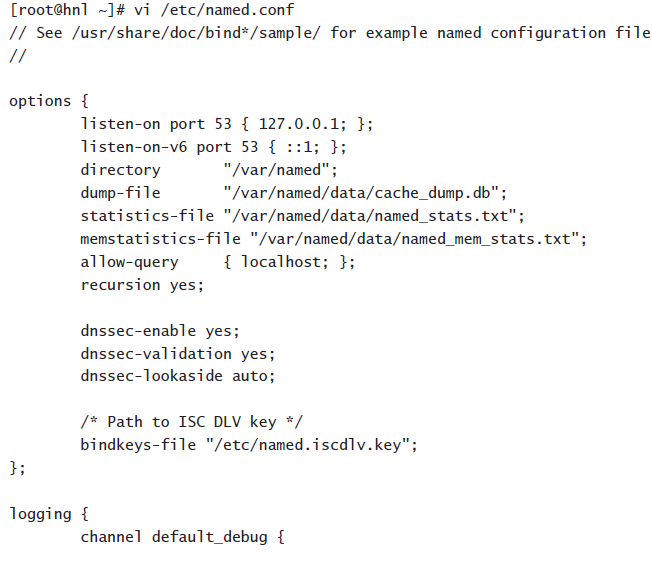 [root@hnl ~]# vi /etc/named.conf
// See /usr/share/doc/bind*/sample/ for example named configuration file
//
options {
listen-on port 53 { 127.0.0.1; };
listen-on-v6 port 53 { ::1; };
directory "/var/named";
dump-file "/var/named/data/cache_dump.db";
statistics-file "/var/named/data/named_stats.txt";
memstatistics-file "/var/named/data/named_mem_stats.txt";
allow-query { localhost; };
recursion yes;
dnssec-enable yes;
dnssec-validation yes;
dnssec-lookaside auto;
/* Path to ISC DLV key */
bindkeys-file "/etc/named.iscdlv.key";
};
logging {
channel default_debug {